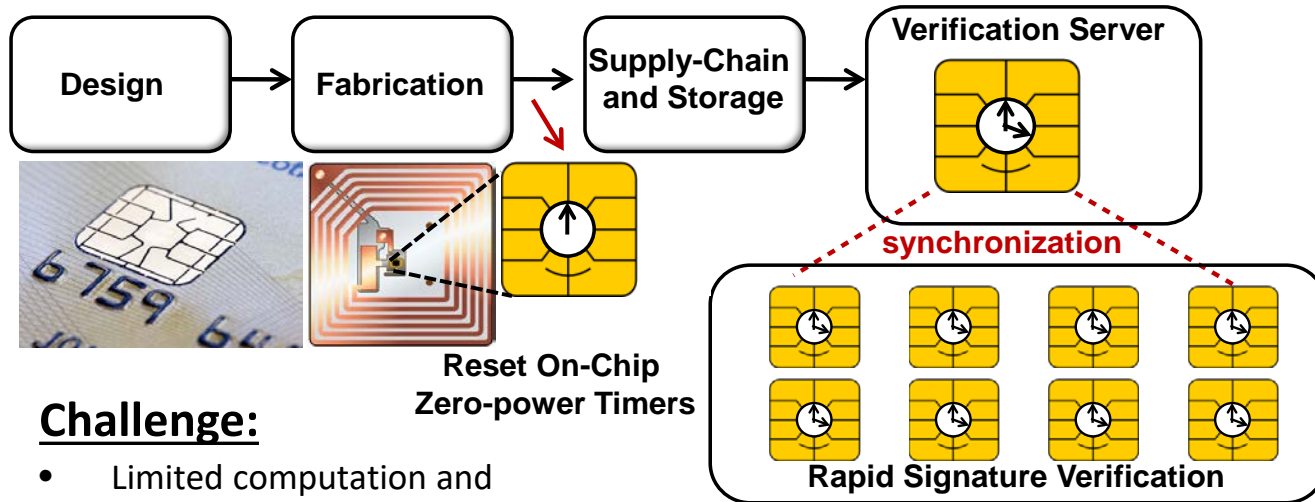 Design
Fabrication
Supply-Chain
and Storage
Verification Server
synchronization
6759
Reset On-Chip
Zero-power Timers
Rapid Signature Verification
Challenge:
• Limited computation and